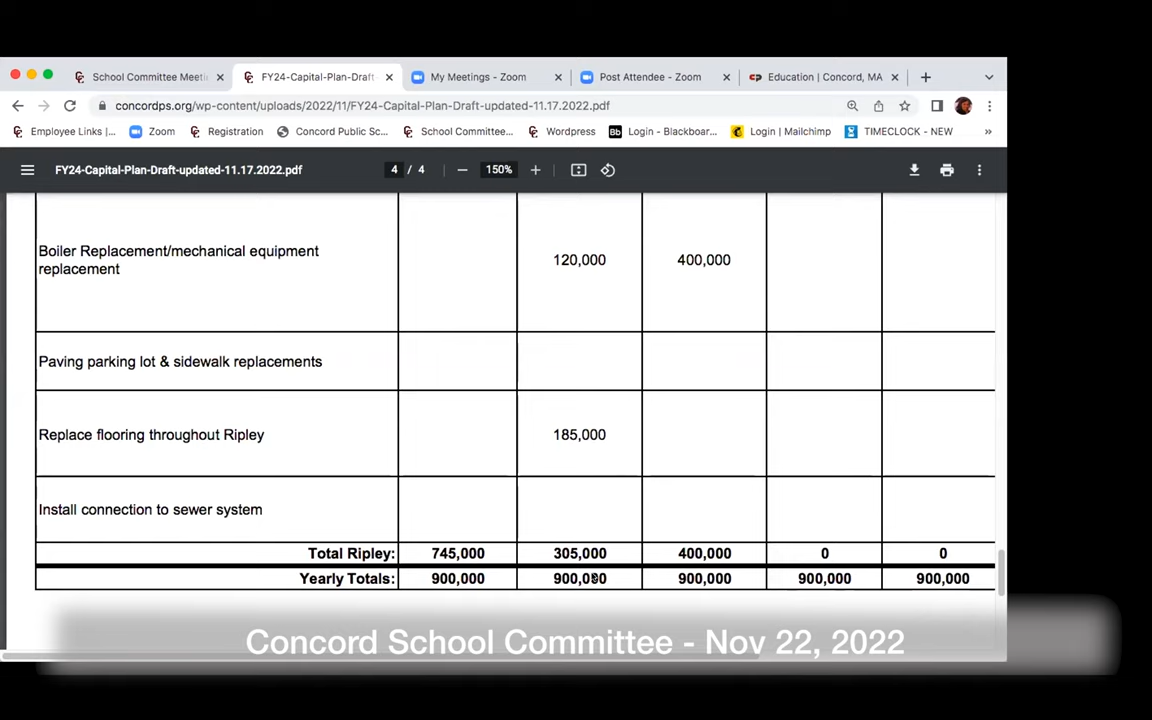 School Committee Meeti
FY24-Capital-Plan-Draft-
My Meetings - Zoom
Post Attendee - Zoom
Education | Concord, MA
concordps.org/wp-content/uploads/2022/11/FY24-Capital-Plan-Draft-updated-11.17.2022.pdf
Employee Links |... Zoom Registration Concord Public Sc... School Committee... Wordpress Bb Login - Blackboar... Login | Mailchimp TIMECLOCK - NEW »
FY24-Capital-Plan-Draft-updated-11.17.2022.pdf 4 / 4 — 150% +
Boiler Replacement/mechanical equipment
replacement 120,000 400,000
Paving parking lot & sidewalk replacements
Replace flooring throughout Ripley 185,000
Install connection to sewer system
Total Ripley: 745,000 305,000 400,000 0 0
Yearly Totals: 900,000 900,000 900,000 900,000 900,000
Concord School Committee - Nov 22, 2022